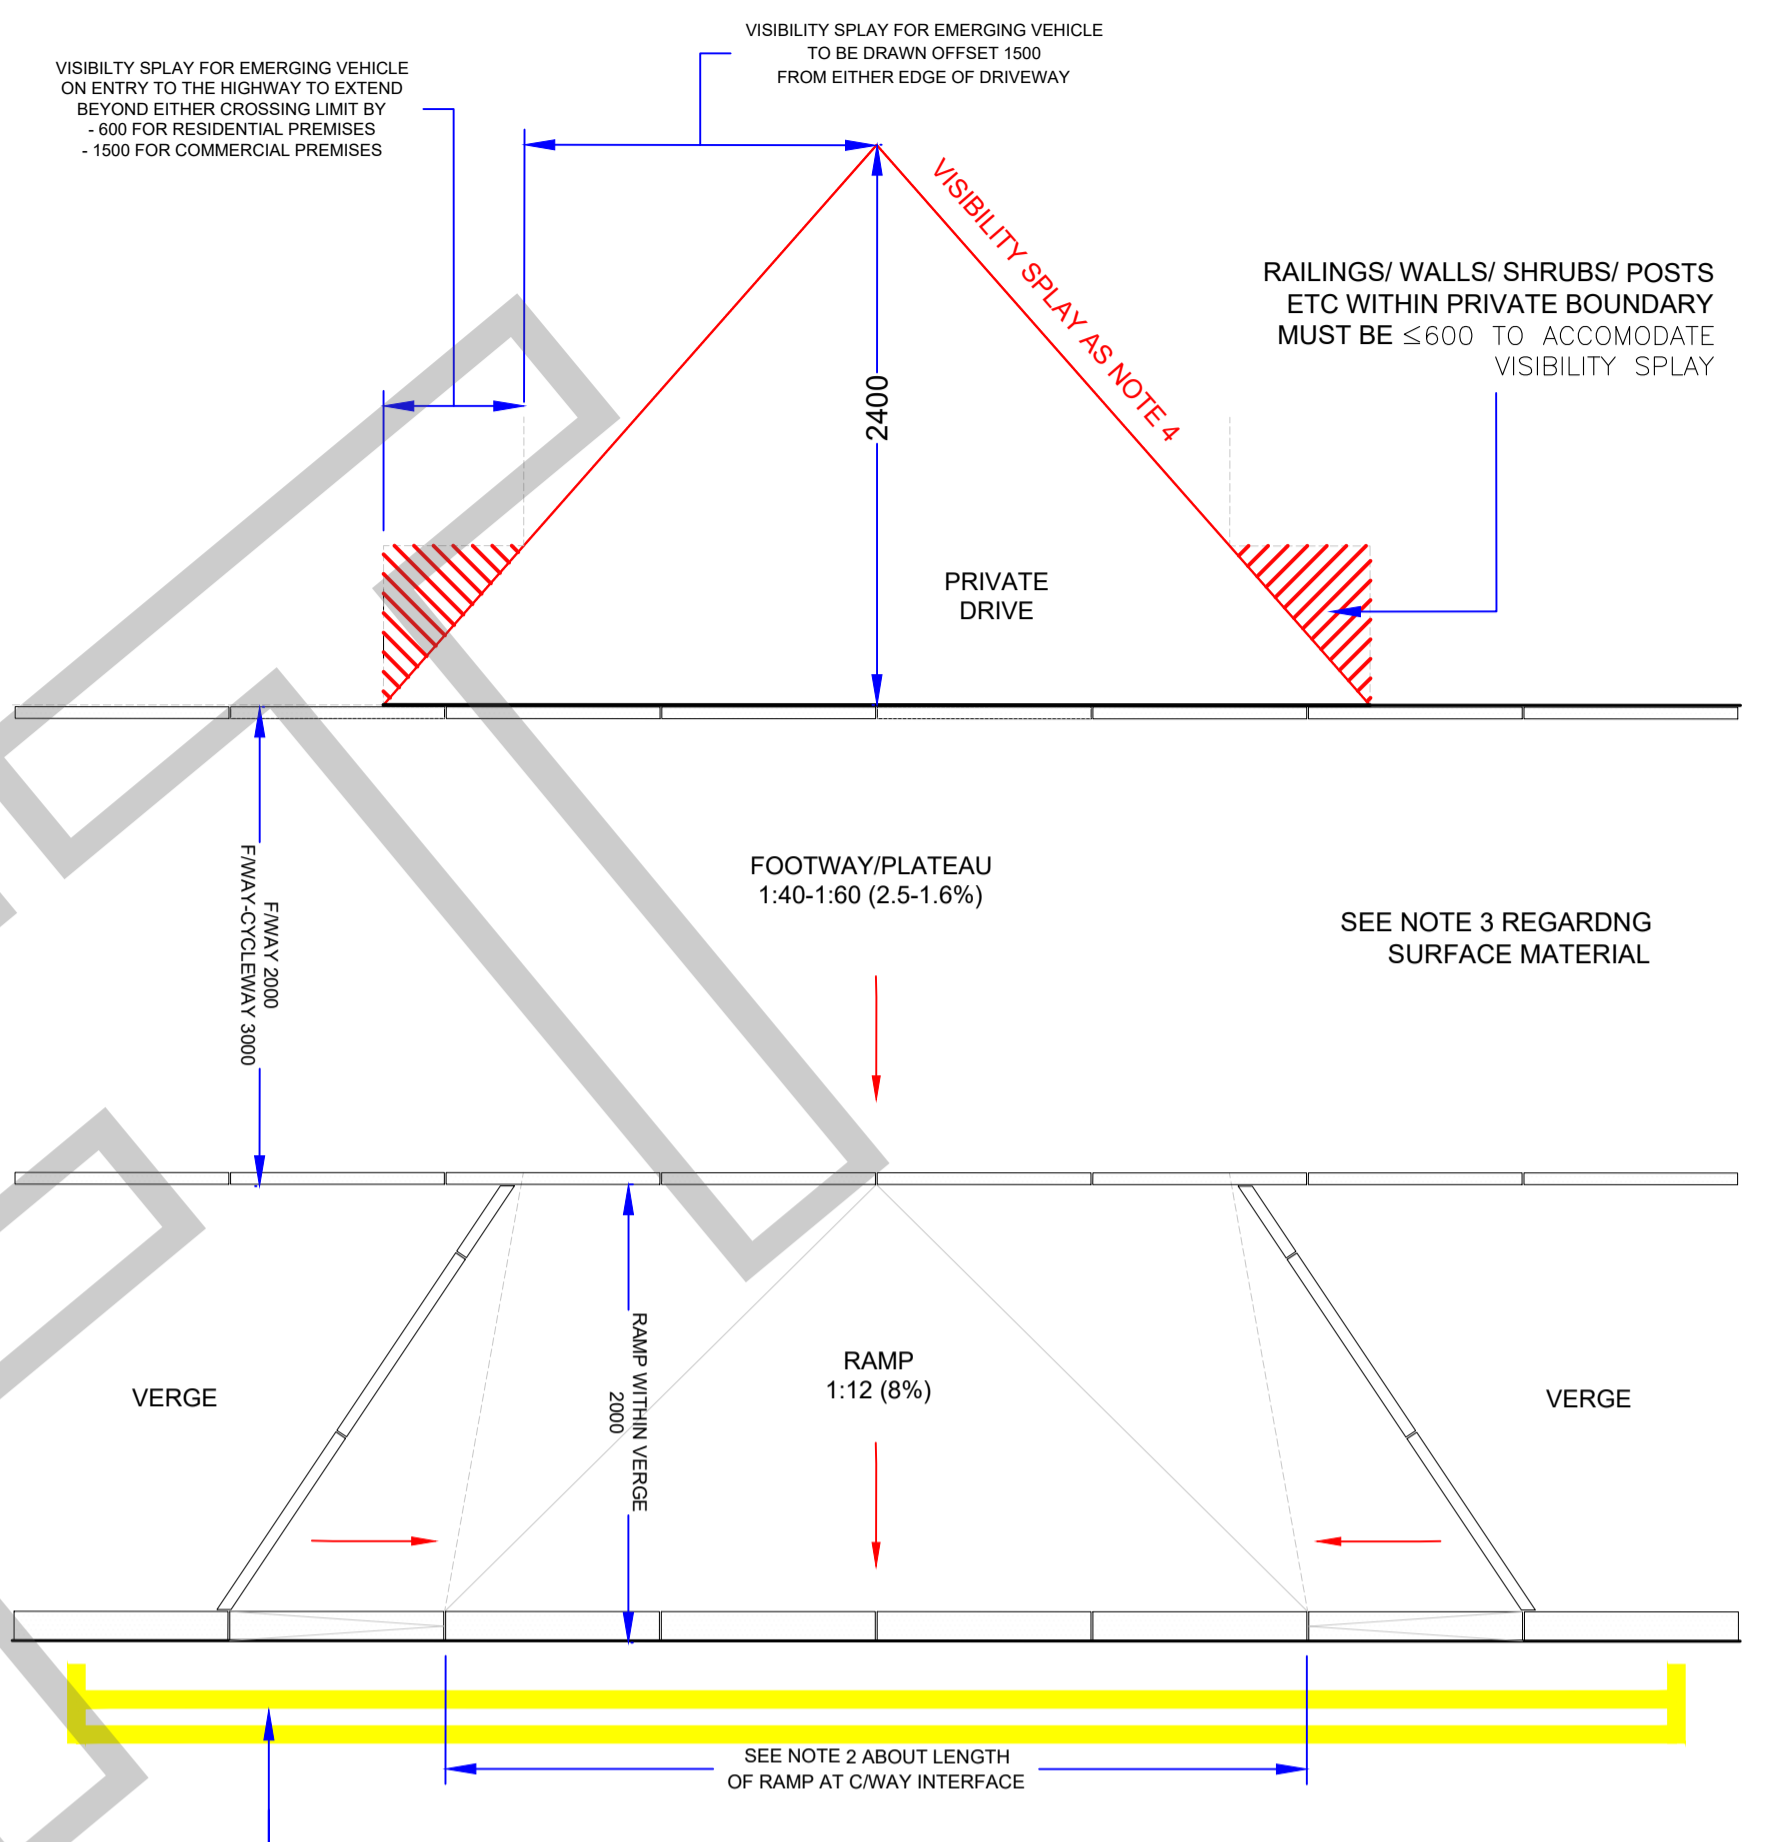 VISIBILITY SPLAY FOR EMERGING VEHICLE
TO BE DRAWN OFFSET 1500
FROM EITHER EDGE OF DRIVEWAY
VISIBILTY SPLAY FOR EMERGING VEHICLE
ON ENTRY TO THE HIGHWAY TO EXTEND
BEYOND EITHER CROSSING LIMIT BY
- 600 FOR RESIDENTIAL PREMISES
- 1500 FOR COMMERCIAL PREMISES
VISIBILITY SPLAY AS NOTE 4
RAILINGS/ WALLS/ SHRUBS/ POSTS
ETC WITHIN PRIVATE BOUNDARY
MUST BE ≤600 TO ACCOMODATE
VISIBILITY SPLAY
2400
PRIVATE
DRIVE
F/WAY 2000
F/WAY-CYCLEWAY 3000
FOOTWAY/PLATEAU
1:40-1:60 (2.5-1.6%)
SEE NOTE 3 REGARDNG
SURFACE MATERIAL
VERGE
RAMP WITHIN VERGE
2000
RAMP
1:12 (8%)
VERGE
SEE NOTE 2 ABOUT LENGTH
OF RAMP AT C/WAY INTERFACE